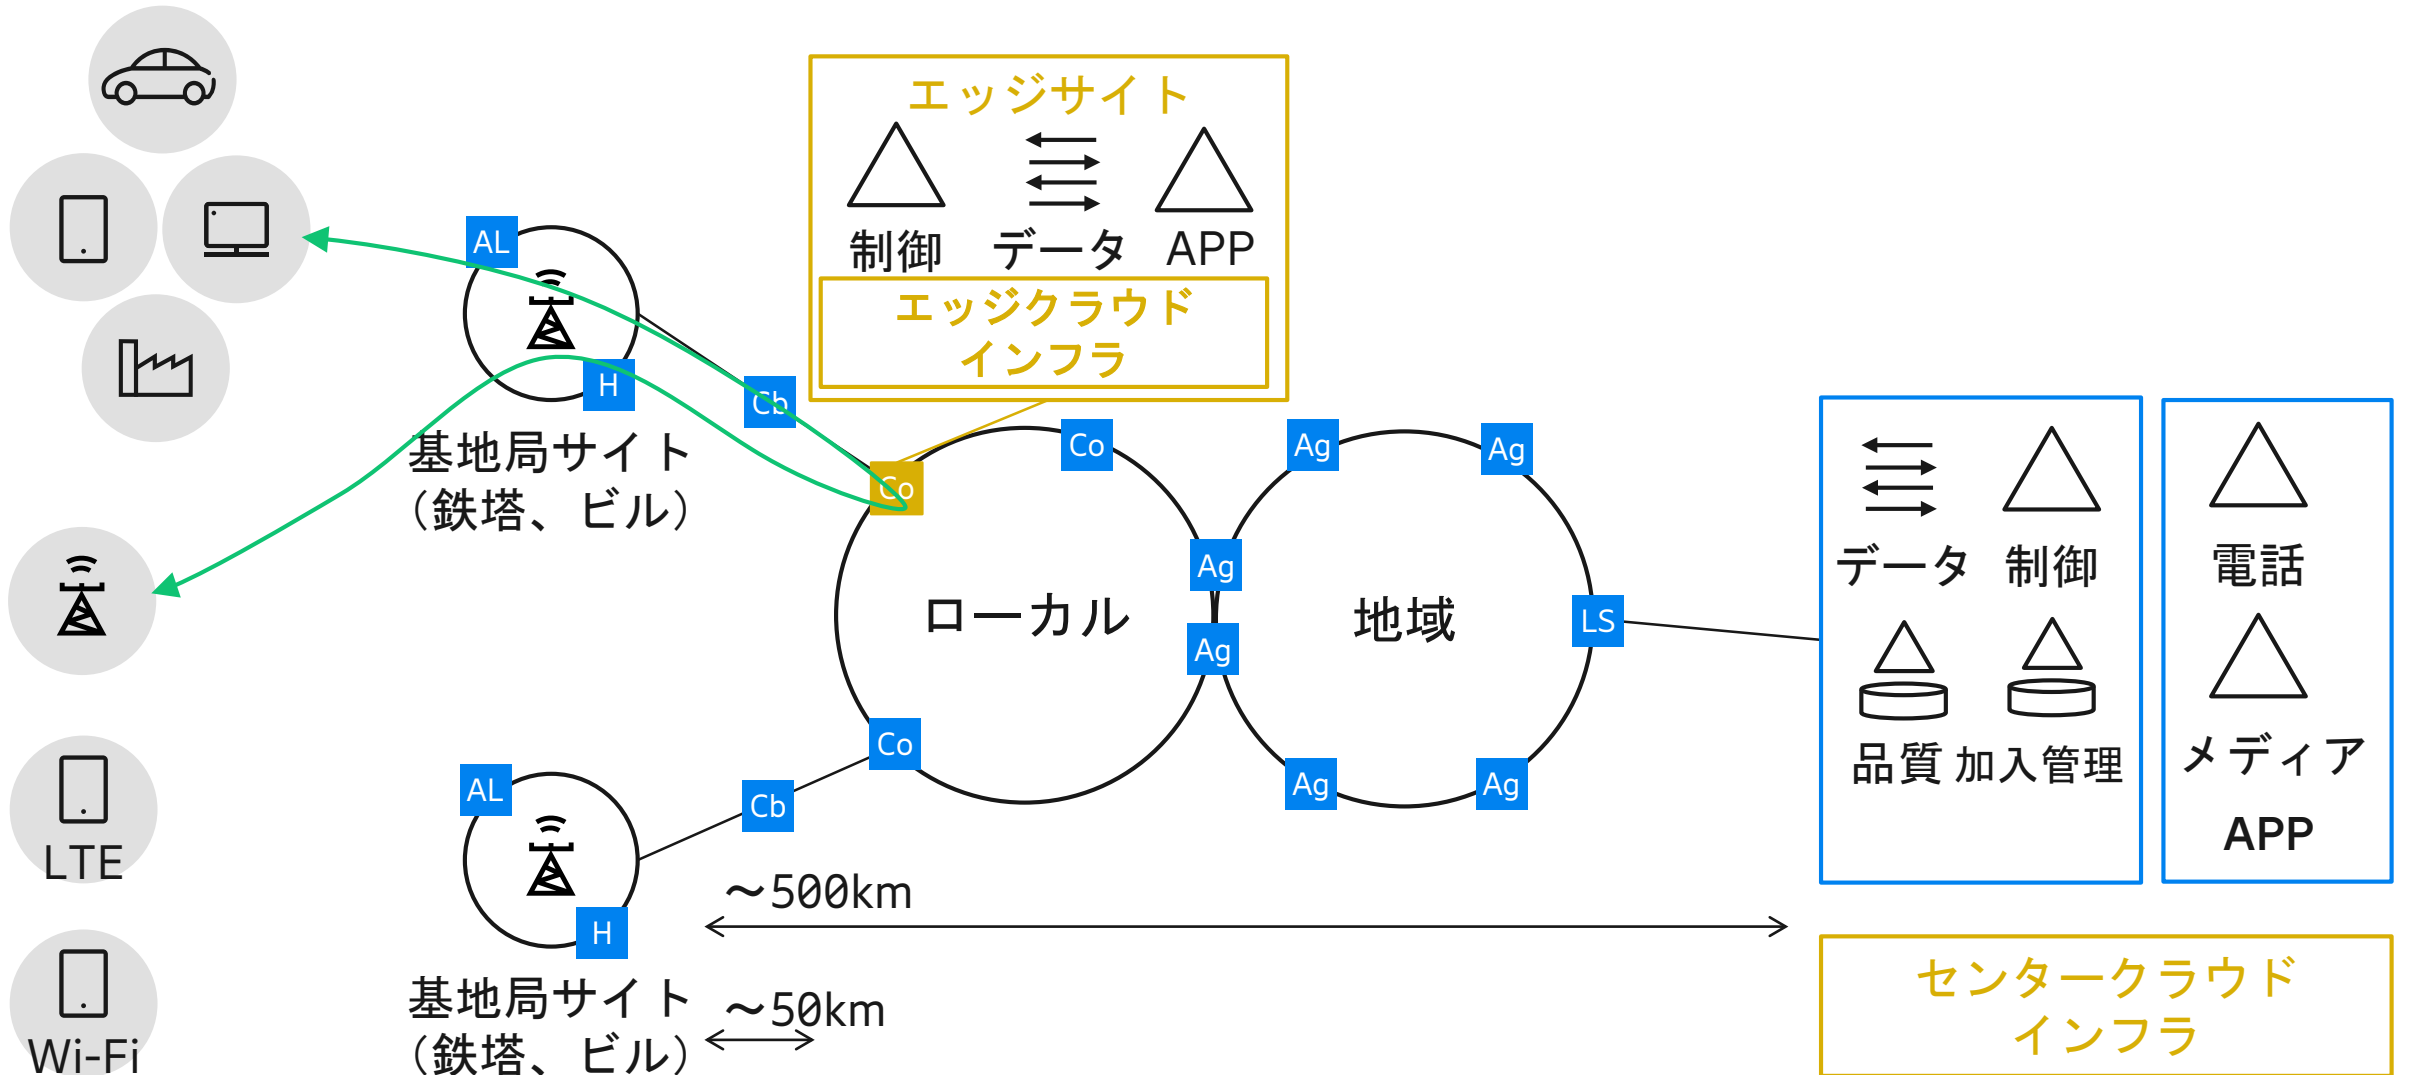 エッジサイト
制御
データ
APP
エッジクラウド
インフラ
AL
H
Cb
基地局サイト
（鉄塔、ビル）
Co
Co
Ag
Ag
Ag
Ag
ローカル
地域
LS
Co
Ag
Ag
データ
制御
電話
品質
加入管理
メディア
APP
AL
H
Cb
LTE
～500km
基地局サイト
（鉄塔、ビル）
～50km
Wi-Fi
センタークラウド
インフラ